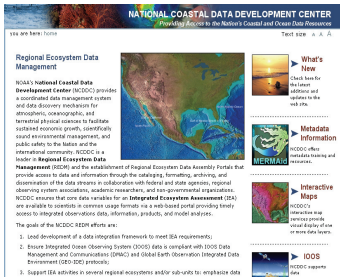 NATIONAL COASTAL DATA DEVELOPMENT CENTER
Providing Access to the Nation's Coastal and Ocean Data Resources
you are here: home
Text size A A A
Regional Ecosystem Data
Management
NOAA's National Coastal Data
Development Center (NCDDC) provides
a coordinated data management system
and data discovery mechanism for
atmospheric, oceanographic, and
terrestrial physical sciences to facilitate
sustained economic growth, scientifically
sound environmental management, and
public safety to the Nation and the
international community. NCDDC is a
leader in Regional Ecosystem Data
Management (REDM) and the establishment of Regional Ecosystem Data Assembly Portals that
provide access to data and information through the cataloging, formatting, archiving, and
dissemination of the data streams in collaboration with federal and state agencies, regional
observing system associations, academic researchers, and non-governmental organizations.
NCDDC ensures that core data variables for an Integrated Ecosystem Assessment (IEA)
are available to scientists in common usage formats via a web-based portal providing timely
access to integrated observations data, information, products, and model analyses.
The goals of the NCDDC REDM efforts are:
1. Lead development of a data integration framework to meet IEA requirements;
2. Ensure Integrated Ocean Observing System (IOOS) data is compliant with IOOS Data
Management and Communications (DMAC) and Global Earth Observation Integrated Data
Environment (GEO-IDE) protocols;
3. Support IEA activities in several regional ecosystems and/or sub-units to: emphasize data
What's
New
Check here for
the latest
additions and
updates to the
web site.
MERMAid
Metadata
Information
NCDDC offers
metadata training and
resources.
Interactive
Maps
NCDDC's
interactive map
services provide
visual display of one
or more data layers.
IOOS
NCDDC supports
data